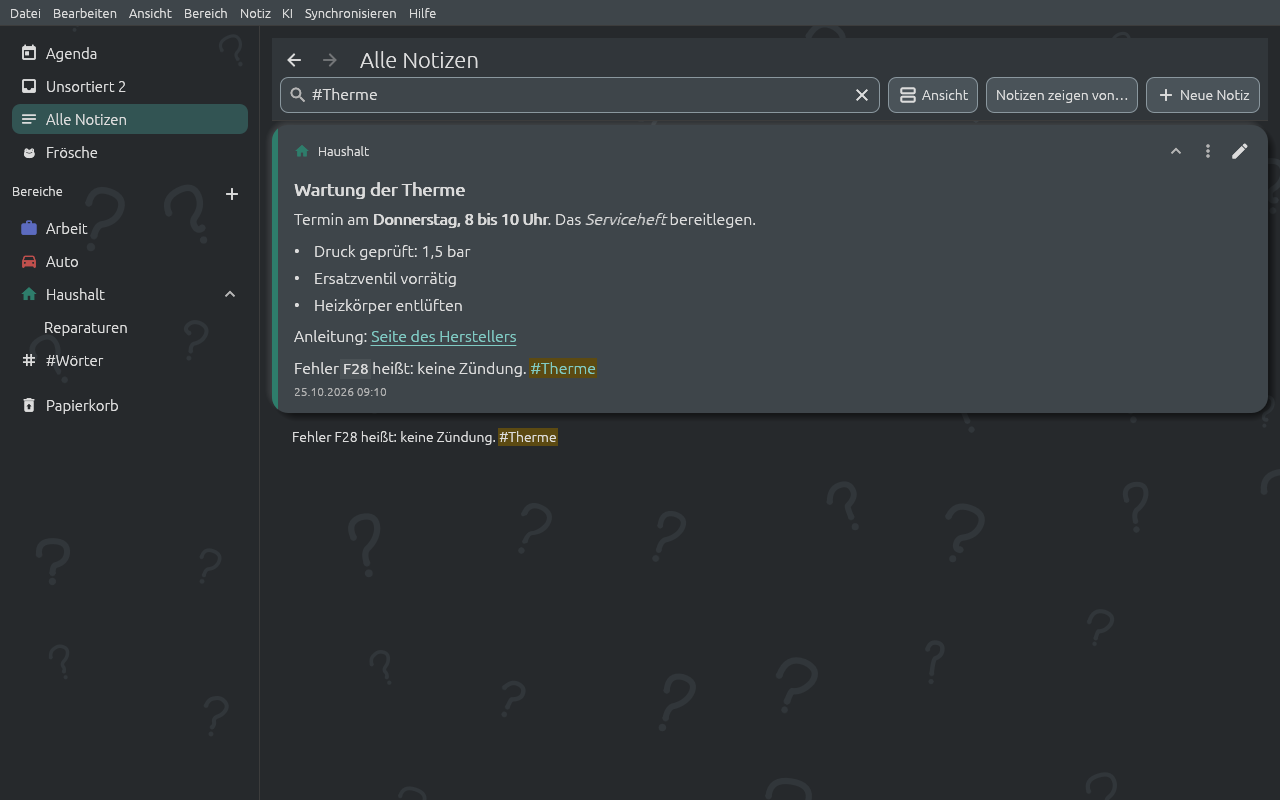 Datei Bearbeiten Ansicht Bereich Notiz KI Synchronisieren Hilfe
Agenda
Unsortiert 2
Alle Notizen
Frösche
Bereiche
Arbeit
Auto
Haushalt
Reparaturen
#Wörter
Papierkorb
Alle Notizen
#Therme
Ansicht
Notizen zeigen von…
Neue Notiz
Haushalt
Wartung der Therme
Termin am Donnerstag, 8 bis 10 Uhr. Das Serviceheft bereitlegen.
• Druck geprüft: 1,5 bar
• Ersatzventil vorrätig
• Heizkörper entlüften
Anleitung: Seite des Herstellers
Fehler F28 heißt: keine Zündung. #Therme
25.10.2026 09:10
Fehler F28 heißt: keine Zündung. #Therme